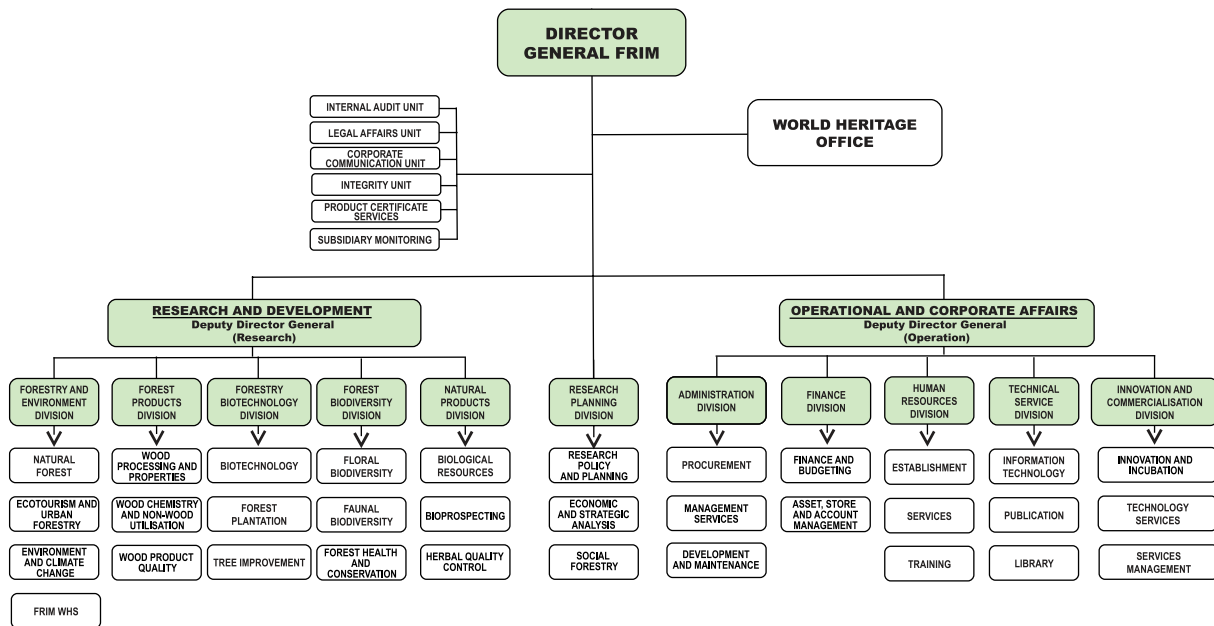 DIRECTOR
GENERAL FRIM
INTERNAL AUDIT UNIT
LEGAL AFFAIRS UNIT
CORPORATE
COMMUNICATION UNIT
INTEGRITY UNIT
PRODUCT CERTIFICATE
SERVICES
SUBSIDIARY MONITORING
WORLD HERITAGE
OFFICE
RESEARCH AND DEVELOPMENT
Deputy Director General
(Research)
OPERATIONAL AND CORPORATE AFFAIRS
Deputy Director General
(Operation)
FORESTRY AND
ENVIRONMENT
DIVISION
NATURAL
FOREST
ECOTOURISM AND
URBAN
FORESTRY
ENVIRONMENT
AND CLIMATE
CHANGE
FRIM WHS
FOREST
PRODUCTS
DIVISION
WOOD
PROCESSING AND
PROPERTIES
WOOD CHEMISTRY
AND NON-WOOD
UTILISATION
WOOD PRODUCT
QUALITY
FORESTRY
BIOTECHNOLOGY
DIVISION
BIOTECHNOLOGY
FOREST
PLANTATION
TREE IMPROVEMENT
FOREST
BIODIVERSITY
DIVISION
FLORAL
BIODIVERSITY
FAUNAL
BIODIVERSITY
FOREST HEALTH
AND
CONSERVATION
NATURAL
PRODUCTS
DIVISION
BIOLOGICAL
RESOURCES
BIOPROSPECTING
HERBAL QUALITY
CONTROL
RESEARCH
PLANNING
DIVISION
RESEARCH
POLICY
AND PLANNING
ECONOMIC
AND STRATEGIC
ANALYSIS
SOCIAL
FORESTRY
ADMINISTRATION
DIVISION
PROCUREMENT
MANAGEMENT
SERVICES
DEVELOPMENT
AND MAINTENANCE
FINANCE
DIVISION
FINANCE AND
BUDGETING
ASSET, STORE
AND ACCOUNT
MANAGEMENT
HUMAN
RESOURCES
DIVISION
ESTABLISHMENT
SERVICES
TRAINING
TECHNICAL
SERVICE
DIVISION
INFORMATION
TECHNOLOGY
PUBLICATION
LIBRARY
INNOVATION AND
COMMERCIALISATION
DIVISION
INNOVATION AND
INCUBATION
TECHNOLOGY
SERVICES
SERVICES
MANAGEMENT